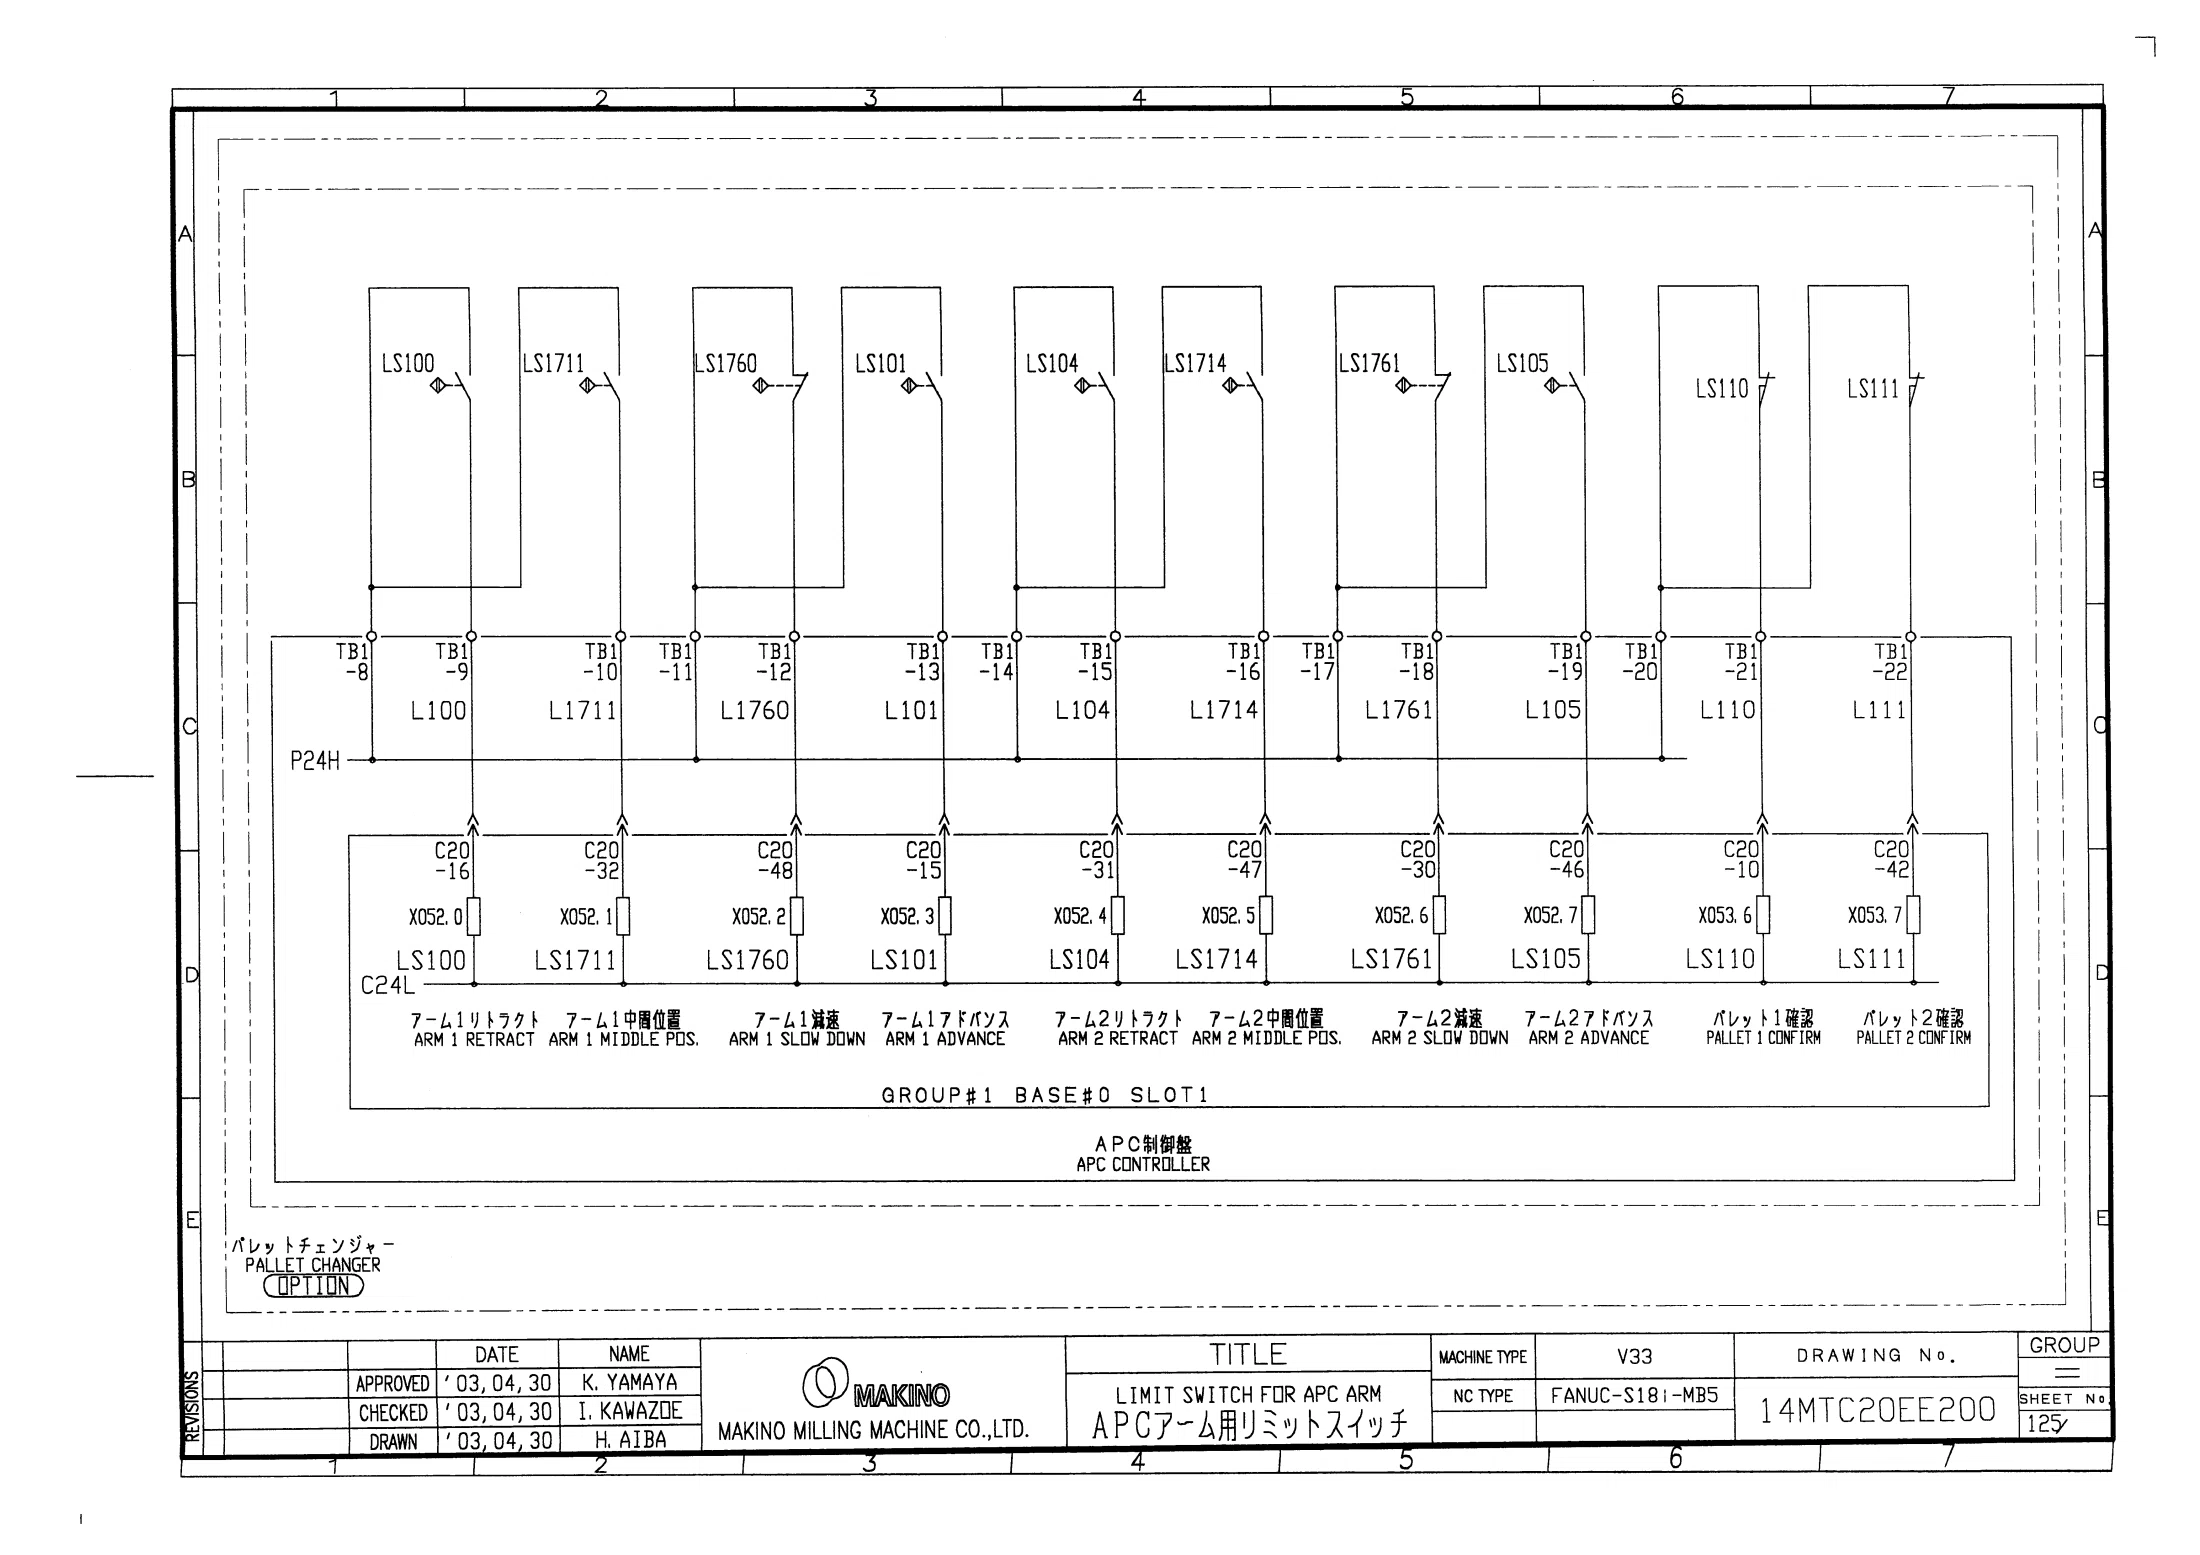 1 2 3 4 5 6 7
A A
LS100 LS1711 LS1760 LS101 LS104 LS1714 LS1761 LS105
LS110 LS111
B B
TB1 TB1 TB1 TB1 TB1 TB1 TB1 TB1 TB1 TB1 TB1 TB1 TB1 TB1 TB1
-8 -9 -10 -11 -12 -13 -14 -15 -16 -17 -18 -19 -20 -21 -22
L100 L1711 L1760 L101 L104 L1714 L1761 L105 L110 L111
C C
P24H
C20 C20 C20 C20 C20 C20 C20 C20 C20 C20
-16 -32 -48 -15 -31 -47 -30 -46 -10 -42
X052.0 X052.1 X052.2 X052.3 X052.4 X052.5 X052.6 X052.7 X053.6 X053.7
LS100 LS1711 LS1760 LS101 LS104 LS1714 LS1761 LS105 LS110 LS111
D D
C24L
アーム1リトラクト アーム1中間位置 アーム1減速 アーム1アドバンス アーム2リトラクト アーム2中間位置 アーム2減速 アーム2アドバンス パレット1確認 パレット2確認
ARM 1 RETRACT ARM 1 MIDDLE POS. ARM 1 SLOW DOWN ARM 1 ADVANCE ARM 2 RETRACT ARM 2 MIDDLE POS. ARM 2 SLOW DOWN ARM 2 ADVANCE PALLET 1 CONFIRM PALLET 2 CONFIRM
GROUP#1 BASE#0 SLOT1
APC制御盤
APC CONTROLLER
E E
パレットチェンジャー
PALLET CHANGER
OPTION
REVISIONS
DATE NAME
APPROVED '03,04,30 K. YAMAYA
CHECKED '03,04,30 I. KAWAZOE
DRAWN '03,04,30 H. AIBA
MAKINO
MAKINO MILLING MACHINE CO.,LTD.
TITLE
LIMIT SWITCH FOR APC ARM
APCアーム用リミットスイッチ
MACHINE TYPE V33
NC TYPE FANUC-S18i-MB5
DRAWING No.
14MTC20EE200
GROUP
=
SHEET No.
125/
1 2 3 4 5 6 7